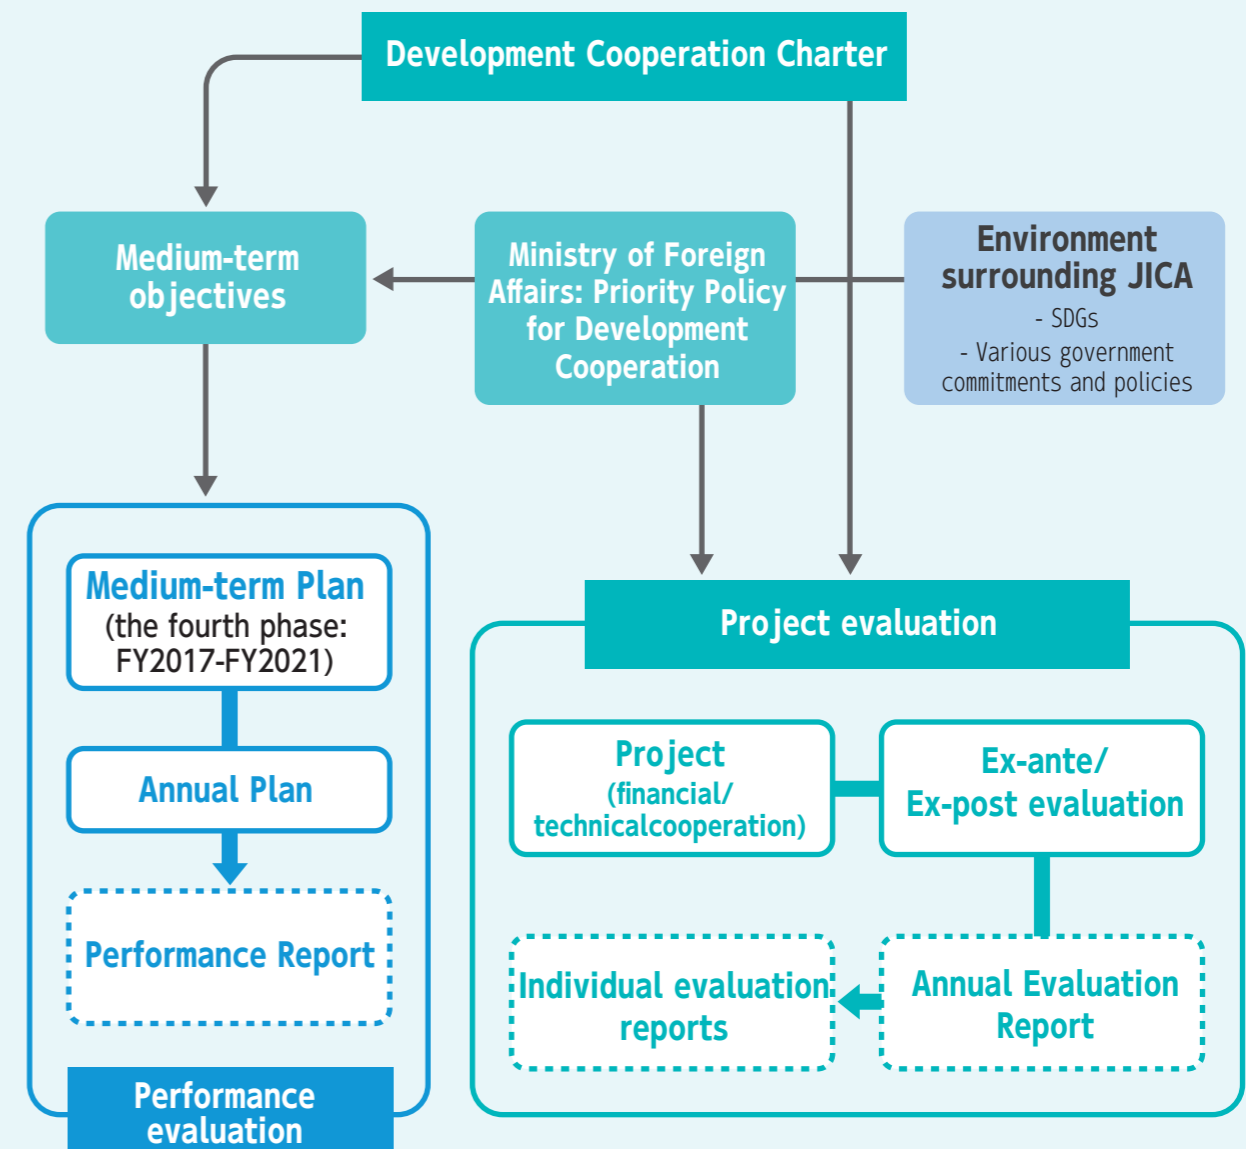 Development Cooperation Charter
Medium-term
objectives
Ministry of Foreign
Affairs: Priority Policy
for Development
Cooperation
Environment
surrounding JICA
- SDGs
- Various government
commitments and policies
Medium-term Plan
(the fourth phase:
FY2017-FY2021)
Annual Plan
Performance Report
Performance
evaluation
Project evaluation
Project
(financial/
technicalcooperation)
Ex-ante/
Ex-post evaluation
Individual evaluation
reports
Annual Evaluation
Report